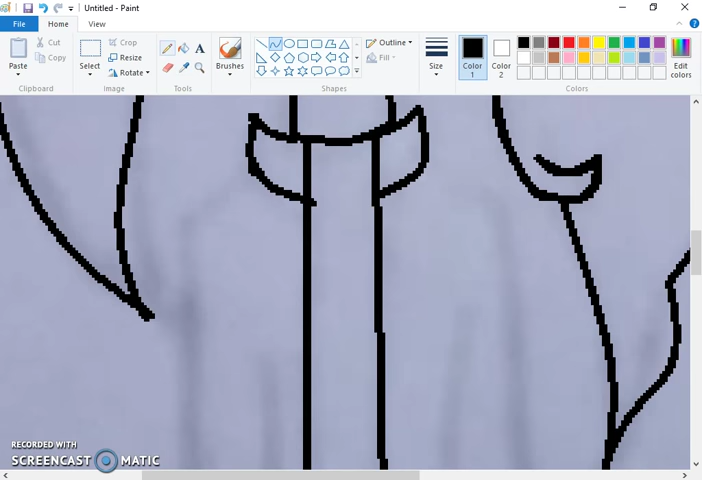 Untitled - Paint
File
Home
View
Paste
Cut
Copy
Clipboard
Select
Crop
Resize
Rotate
Image
A
Tools
Brushes
Outline
Fill
Shapes
Size
Color 1
Color 2
Edit colors
Colors
RECORDED WITH
SCREENCAST MATIC